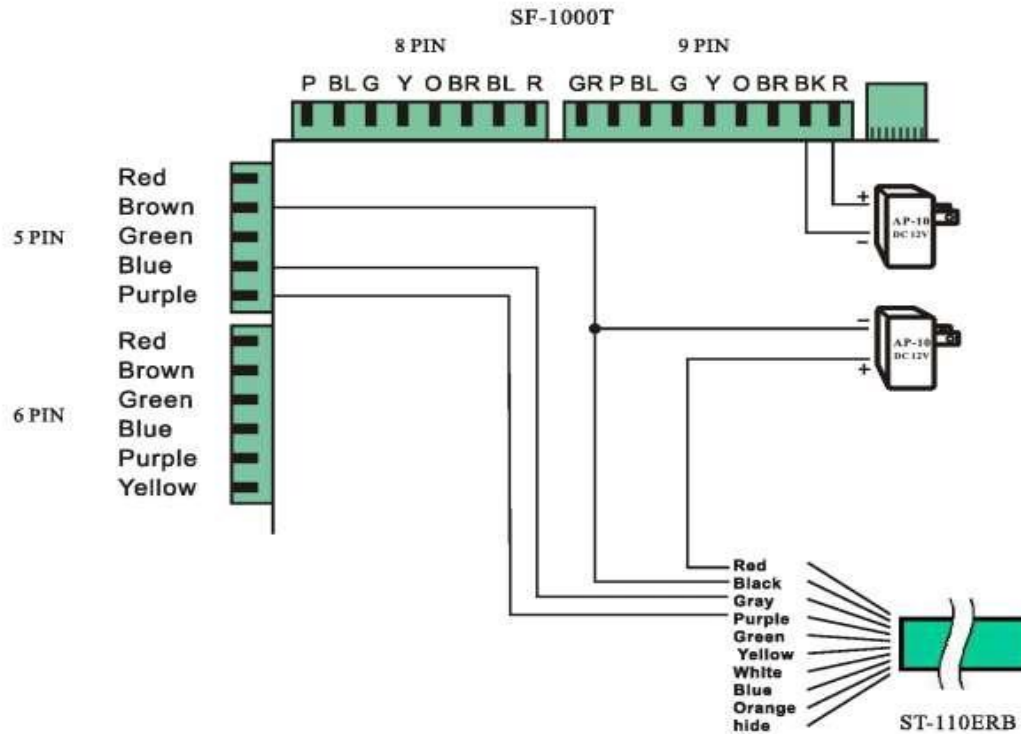 SF-1000T
8 PIN
9 PIN
P BL G Y O BR BL R
GR P BL G Y O BR BK R
5 PIN
Red
Brown
Green
Blue
Purple
6 PIN
Red
Brown
Green
Blue
Purple
Yellow
+
AP-10
DC 12V
−
−
AP-10
DC 12V
+
Red
Black
Gray
Purple
Green
Yellow
White
Blue
Orange
hide
ST-110ERB